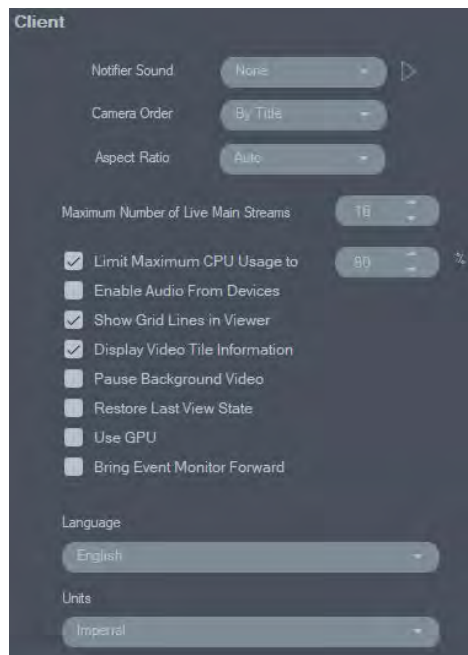 Client
Notifier Sound None
Camera Order By Title
Aspect Ratio Auto
Maximum Number of Live Main Streams 16
Limit Maximum CPU Usage to 80 %
Enable Audio From Devices
Show Grid Lines in Viewer
Display Video Tile Information
Pause Background Video
Restore Last View State
Use GPU
Bring Event Monitor Forward
Language
English
Units
Imperial